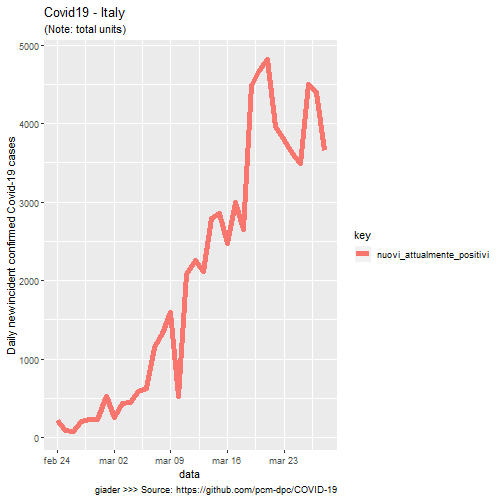 Covid19 - Italy
(Note: total units)
5000
4000
3000
2000
1000
0
Daily new/incident confirmed Covid-19 cases
feb 24
mar 02
mar 09
mar 16
mar 23
data
key
nuovi_attualmente_positivi
giader >>> Source: https://github.com/pcm-dpc/COVID-19